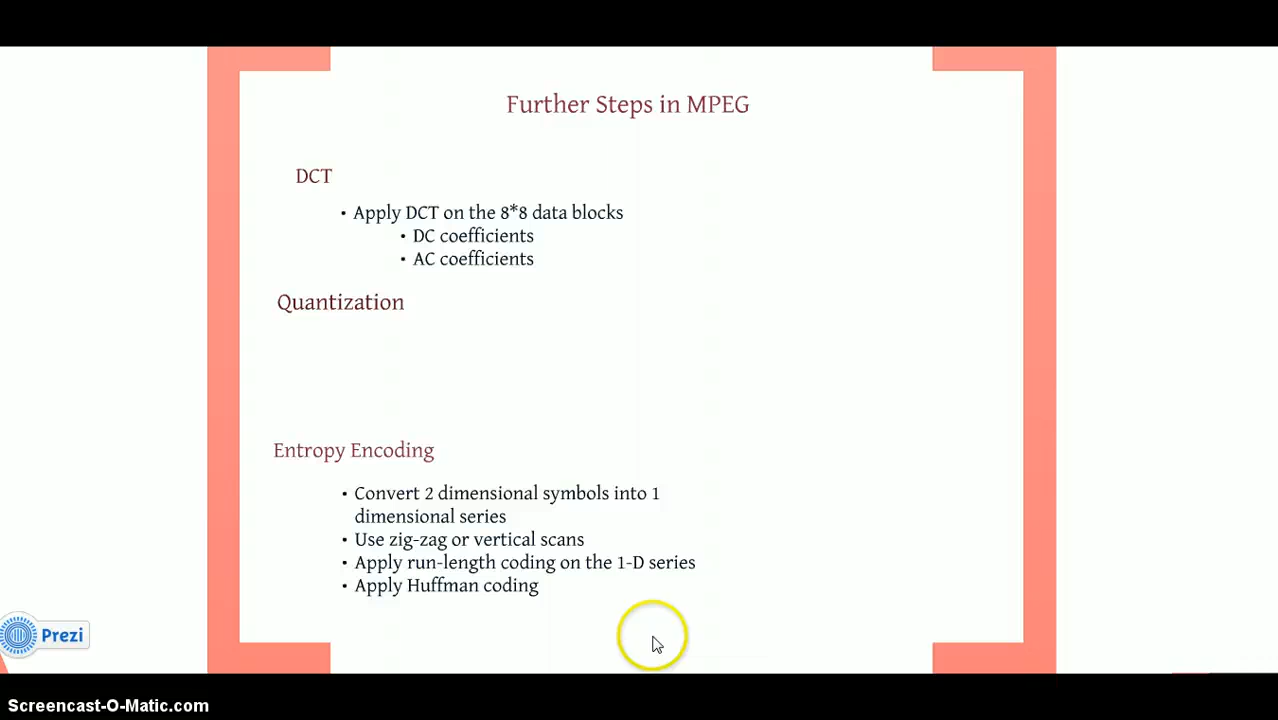 Further Steps in MPEG
DCT
• Apply DCT on the 8*8 data blocks
• DC coefficients
• AC coefficients
Quantization
Entropy Encoding
• Convert 2 dimensional symbols into 1
dimensional series
• Use zig-zag or vertical scans
• Apply run-length coding on the 1-D series
• Apply Huffman coding
Prezi
Screencast-O-Matic.com